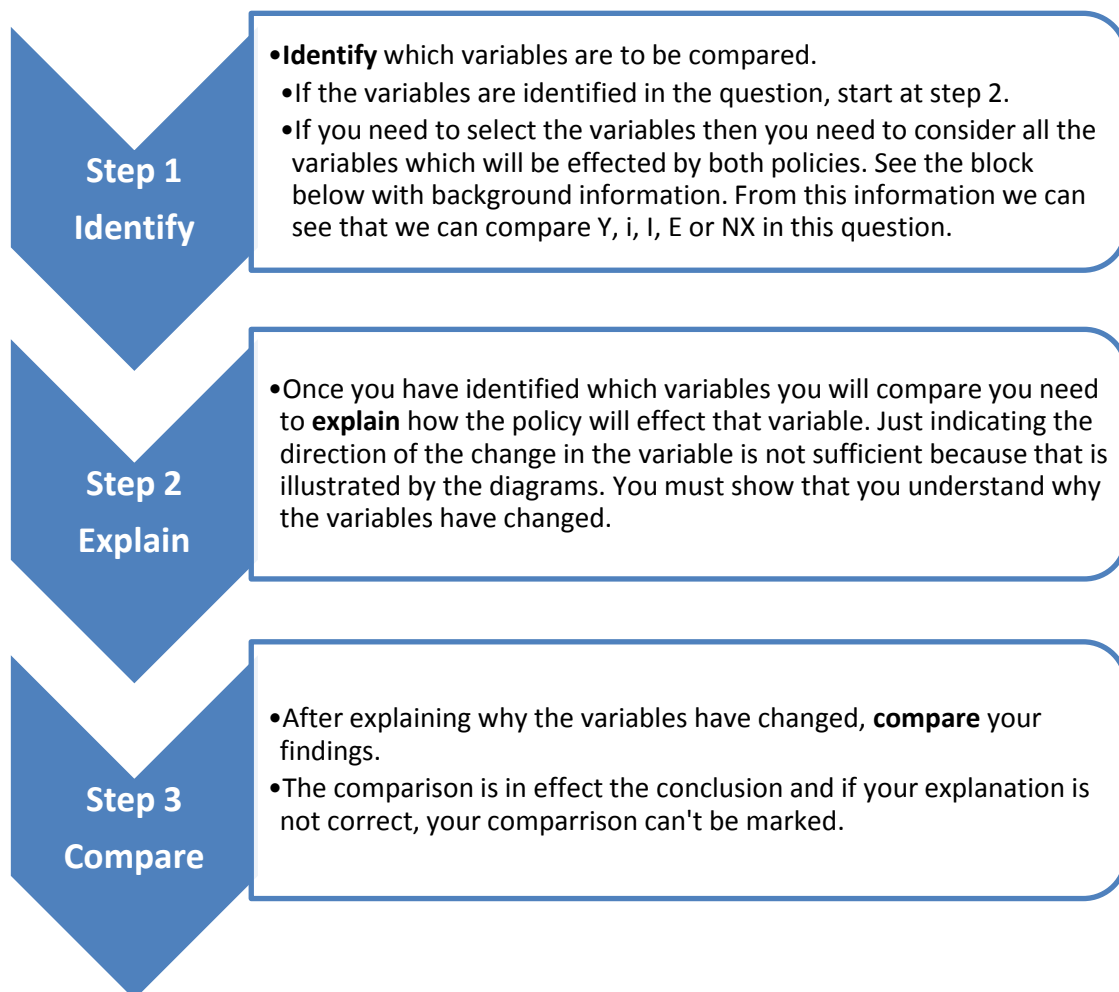 Step 1
Identify
•Identify which variables are to be compared.
•If the variables are identified in the question, start at step 2.
•If you need to select the variables then you need to consider all the
variables which will be effected by both policies. See the block
below with background information. From this information we can
see that we can compare Y, i, I, E or NX in this question.
Step 2
Explain
•Once you have identified which variables you will compare you need
to explain how the policy will effect that variable. Just indicating the
direction of the change in the variable is not sufficient because that is
illustrated by the diagrams. You must show that you understand why
the variables have changed.
Step 3
Compare
•After explaining why the variables have changed, compare your
findings.
•The comparison is in effect the conclusion and if your explanation is
not correct, your comparrison can't be marked.